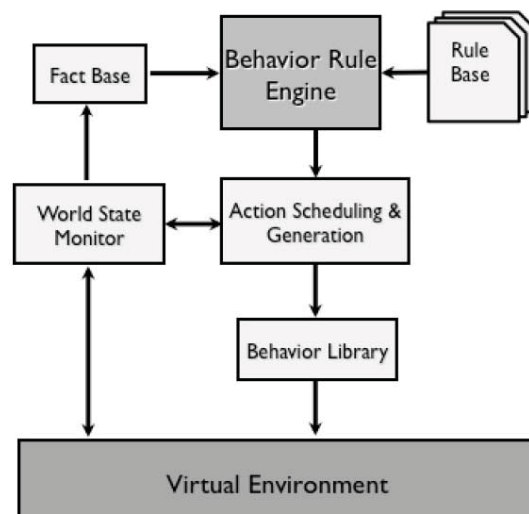 Fact Base
Behavior Rule
Engine
Rule
Base
World State
Monitor
Action Scheduling &
Generation
Behavior Library
Virtual Environment